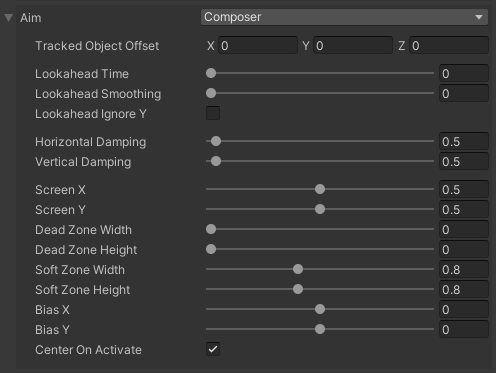 Aim Composer
Tracked Object Offset X 0 Y 0 Z 0
Lookahead Time 0
Lookahead Smoothing 0
Lookahead Ignore Y
Horizontal Damping 0.5
Vertical Damping 0.5
Screen X 0.5
Screen Y 0.5
Dead Zone Width 0
Dead Zone Height 0
Soft Zone Width 0.8
Soft Zone Height 0.8
Bias X 0
Bias Y 0
Center On Activate